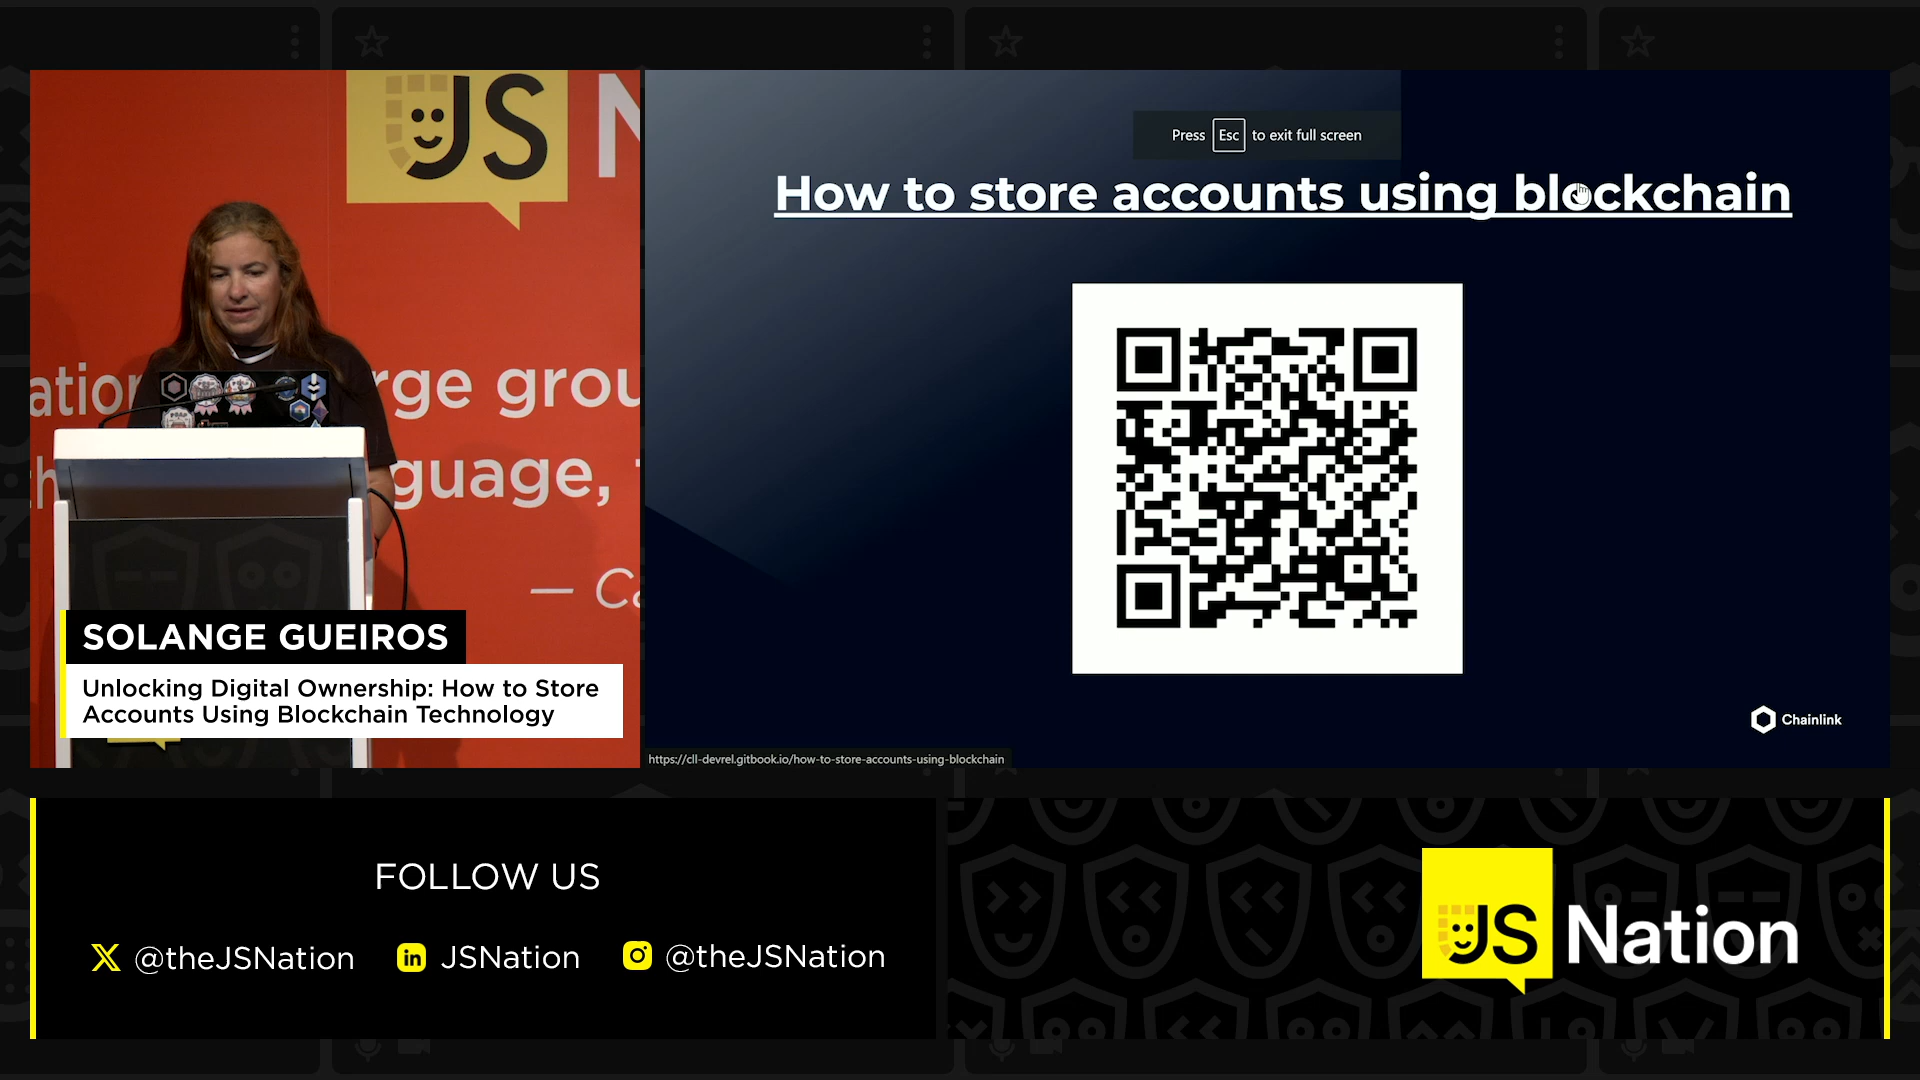 JS N
ation
rge grou
guage,
— Ca
SOLANGE GUEIROS
Unlocking Digital Ownership: How to Store
Accounts Using Blockchain Technology
Press Esc to exit full screen
How to store accounts using blockchain
Chainlink
https://cll-devrel.gitbook.io/how-to-store-accounts-using-blockchain
FOLLOW US
@theJSNation
in JSNation
@theJSNation
JS Nation